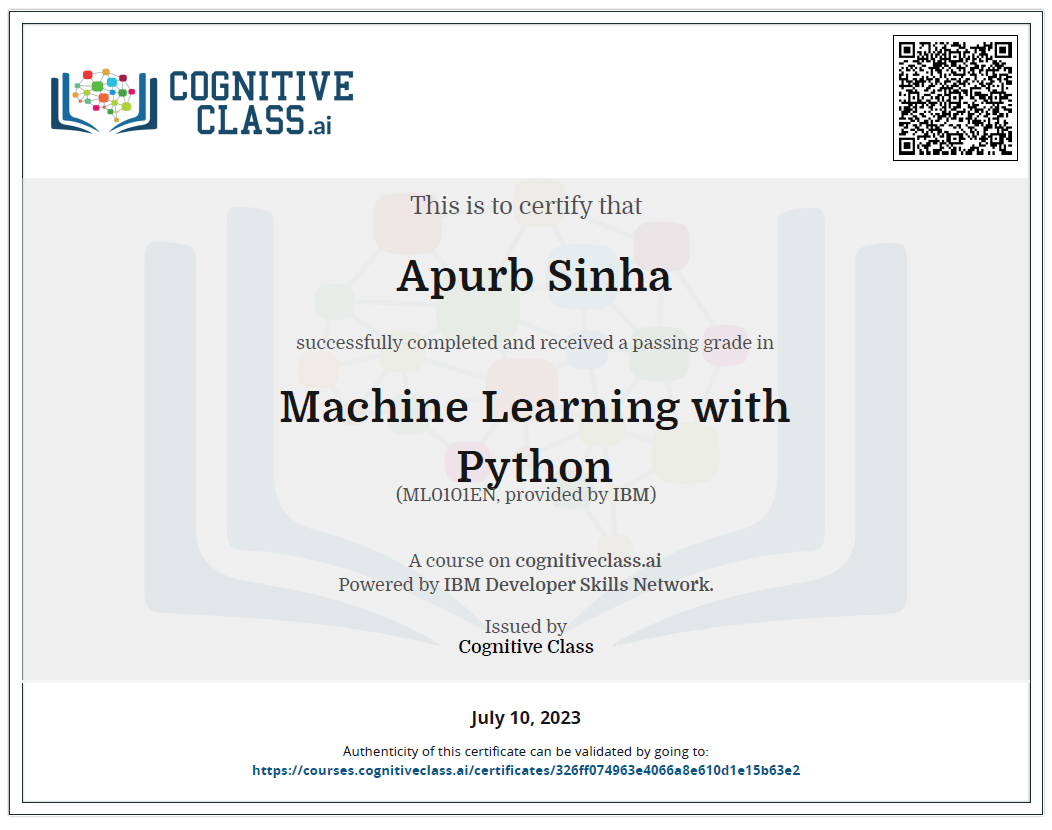 COGNITIVE
CLASS.ai
This is to certify that
Apurb Sinha
successfully completed and received a passing grade in
Machine Learning with
Python
(ML0101EN, provided by IBM)
A course on cognitiveclass.ai
Powered by IBM Developer Skills Network.
Issued by
Cognitive Class
July 10, 2023
Authenticity of this certificate can be validated by going to:
https://courses.cognitiveclass.ai/certificates/326ff074963e4066a8e610d1e15b63e2